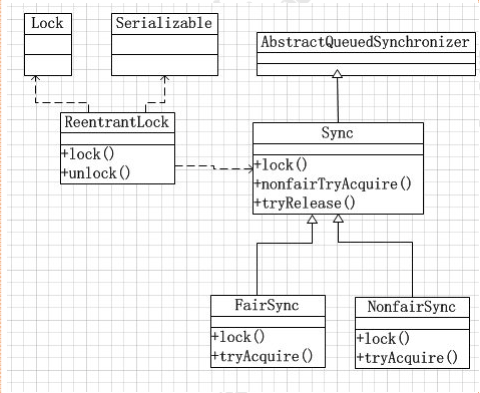 Lock
Serializable
AbstractQueuedSynchronizer
ReentrantLock
+lock()
+unlock()
Sync
+lock()
+nonfairTryAcquire()
+tryRelease()
FairSync
+lock()
+tryAcquire()
NonfairSync
+lock()
+tryAcquire()